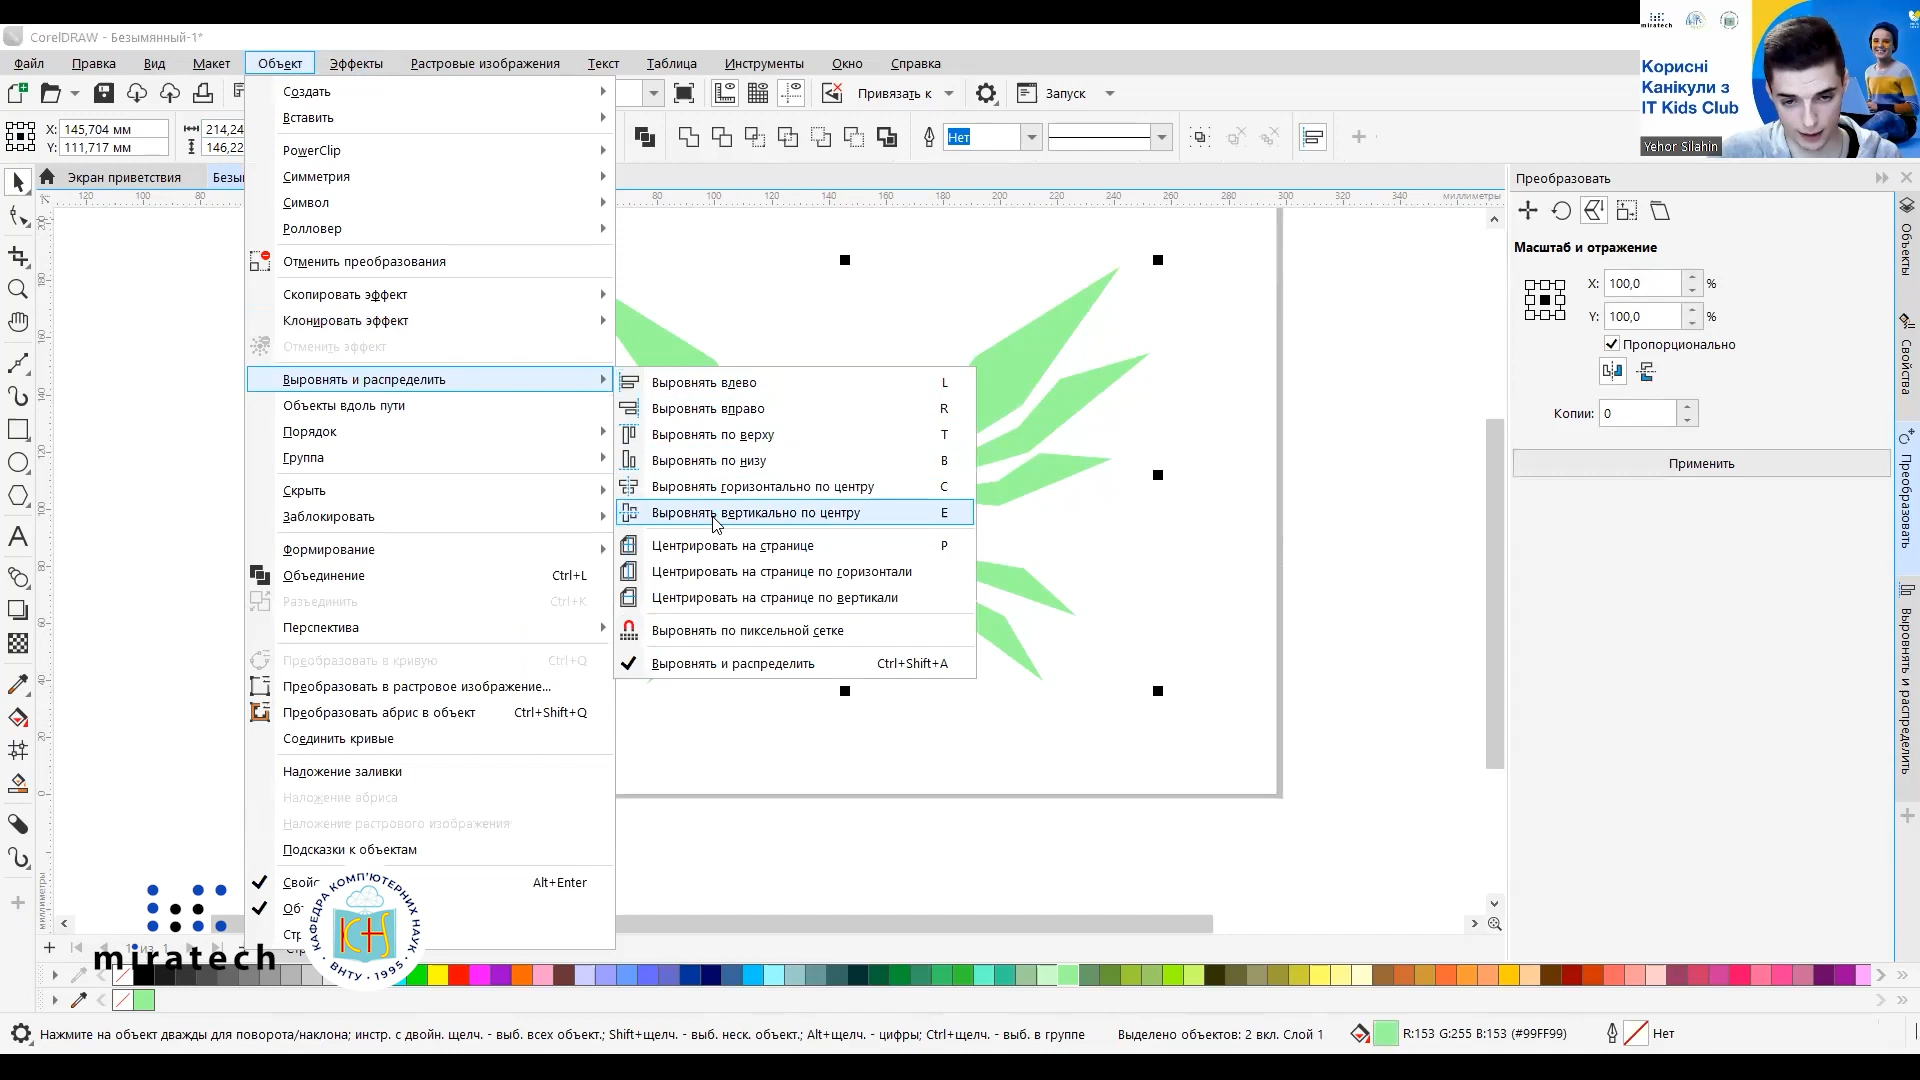 CorelDRAW - Безымянный-1*
Файл Правка Вид Макет Объект Эффекты Растровые изображения Текст Таблица Инструменты Окно Справка
Привязать к Запуск
X: 145,704 мм
Y: 111,717 мм
214,24
146,22
Нет
Экран приветствия
Безы
120 100 80 60 80 100 120 140 160 180 200 220 240 260 280 300 320 340 миллиметры
Создать
Вставить
PowerClip
Симметрия
Символ
Ролловер
Отменить преобразования
Скопировать эффект
Клонировать эффект
Отменить эффект
Выровнять и распределить
Объекты вдоль пути
Порядок
Группа
Скрыть
Заблокировать
Формирование
Объединение Ctrl+L
Разъединить Ctrl+K
Перспектива
Преобразовать в кривую Ctrl+Q
Преобразовать в растровое изображение...
Преобразовать абрис в объект Ctrl+Shift+Q
Соединить кривые
Наложение заливки
Наложение абриса
Наложение растрового изображения
Подсказки к объектам
Свойс Alt+Enter
Выровнять влево L
Выровнять вправо R
Выровнять по верху T
Выровнять по низу B
Выровнять горизонтально по центру C
Выровнять вертикально по центру E
Центрировать на странице P
Центрировать на странице по горизонтали
Центрировать на странице по вертикали
Выровнять по пиксельной сетке
Выровнять и распределить Ctrl+Shift+A
Преобразовать
Масштаб и отражение
X: 100,0 %
Y: 100,0 %
Пропорционально
Копии: 0
Применить
Объекты
Свойства
Преобразовать
Выровнять и распределить
miratech
Корисні
Канікули з
IT Kids Club
Yehor Silahin
miratech
КАФЕДРА КОМП'ЮТЕРНИХ НАУК
ВНТУ • 1995
Нажмите на объект дважды для поворота/наклона; инстр. с двойн. щелч. - выб. всех объект.; Shift+щелч. - выб. неск. объект.; Alt+щелч. - цифры; Ctrl+щелч. - выб. в группе
Выделено объектов: 2 вкл. Слой 1
R:153 G:255 B:153 (#99FF99)
Нет